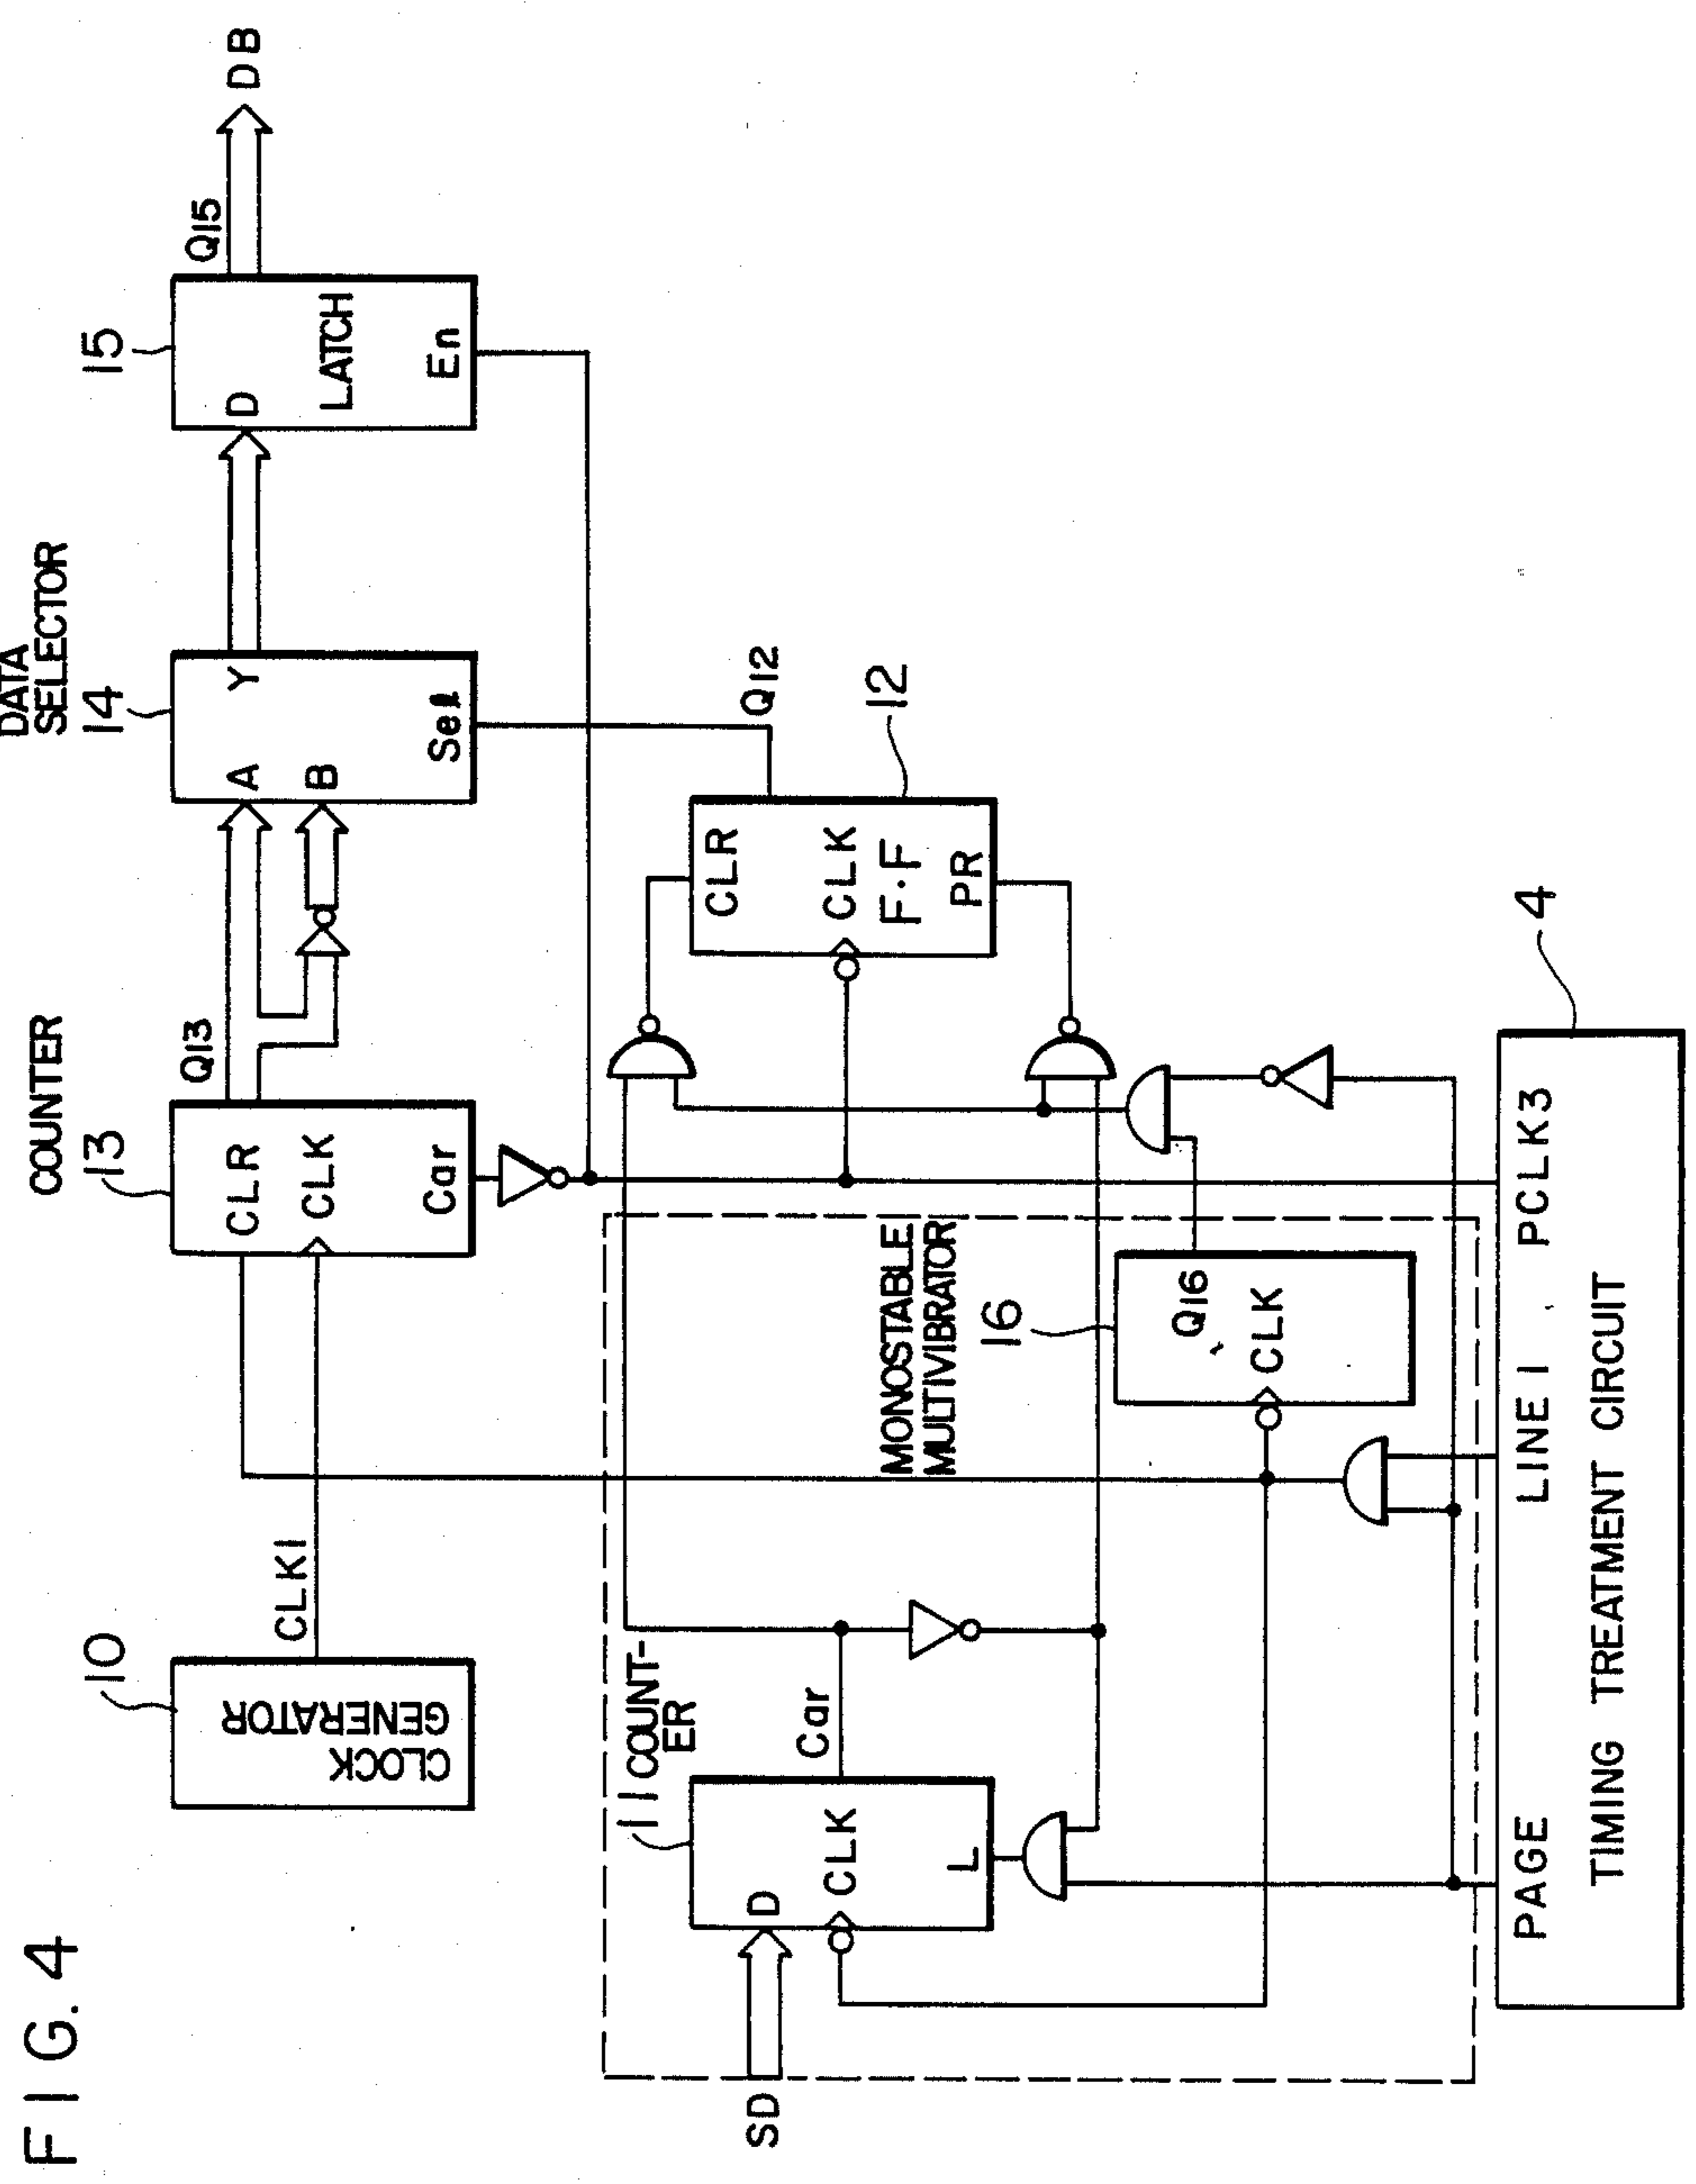 FIG. 4
10
CLOCK
GENERATOR
CLK1
COUNTER
13
CLR
CLK
Car
Q13
DATA
SELECTOR
14
A
B
Y
Sel
15
D
LATCH
En
Q15
DB
SD
11 COUNT-
ER
D
CLK
L
Car
MONOSTABLE
MULTIVIBRATOR
16
Q16
CLK
CLR
CLK
F·F
PR
Q12
12
4
PAGE
LINE 1
PCLK3
TIMING TREATMENT CIRCUIT